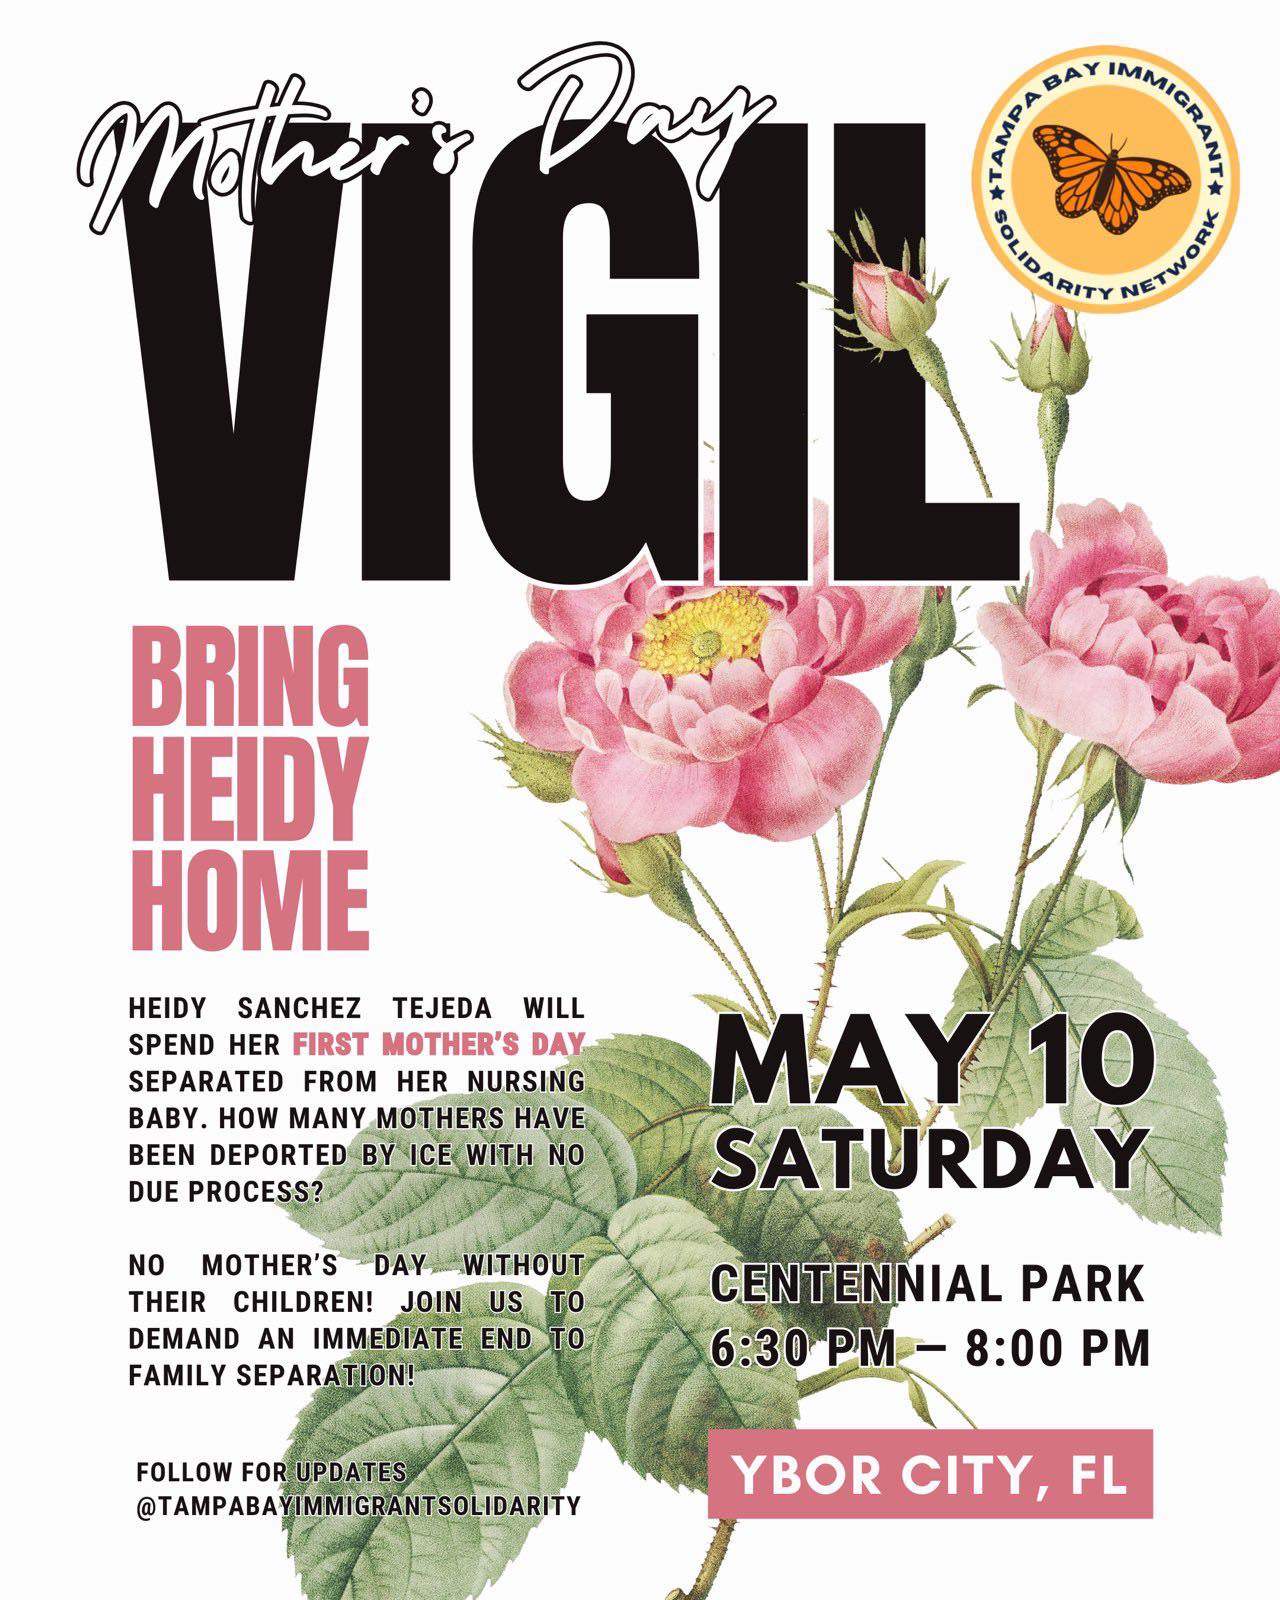 Mother's Day
VIGIL
★ TAMPA BAY IMMIGRANT ★
SOLIDARITY NETWORK
BRING
HEIDY
HOME
HEIDY SANCHEZ TEJEDA WILL
SPEND HER FIRST MOTHER'S DAY
SEPARATED FROM HER NURSING
BABY. HOW MANY MOTHERS HAVE
BEEN DEPORTED BY ICE WITH NO
DUE PROCESS?
NO MOTHER'S DAY WITHOUT
THEIR CHILDREN! JOIN US TO
DEMAND AN IMMEDIATE END TO
FAMILY SEPARATION!
FOLLOW FOR UPDATES
@TAMPABAYIMMIGRANTSOLIDARITY
MAY 10
SATURDAY
CENTENNIAL PARK
6:30 PM – 8:00 PM
YBOR CITY, FL